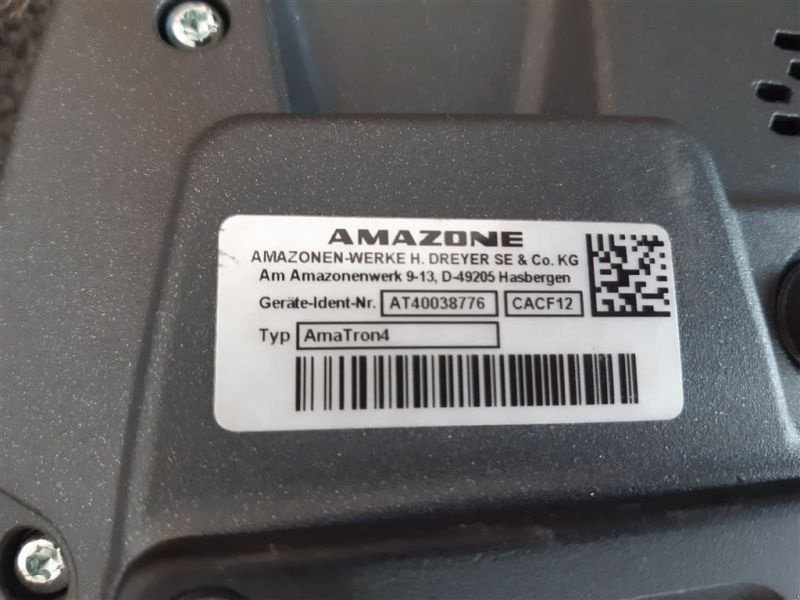 AMAZONE
AMAZONEN-WERKE H. DREYER SE & Co. KG
Am Amazonenwerk 9-13, D-49205 Hasbergen
Geräte-Ident-Nr. AT40038776 CACF12
Typ AmaTron4